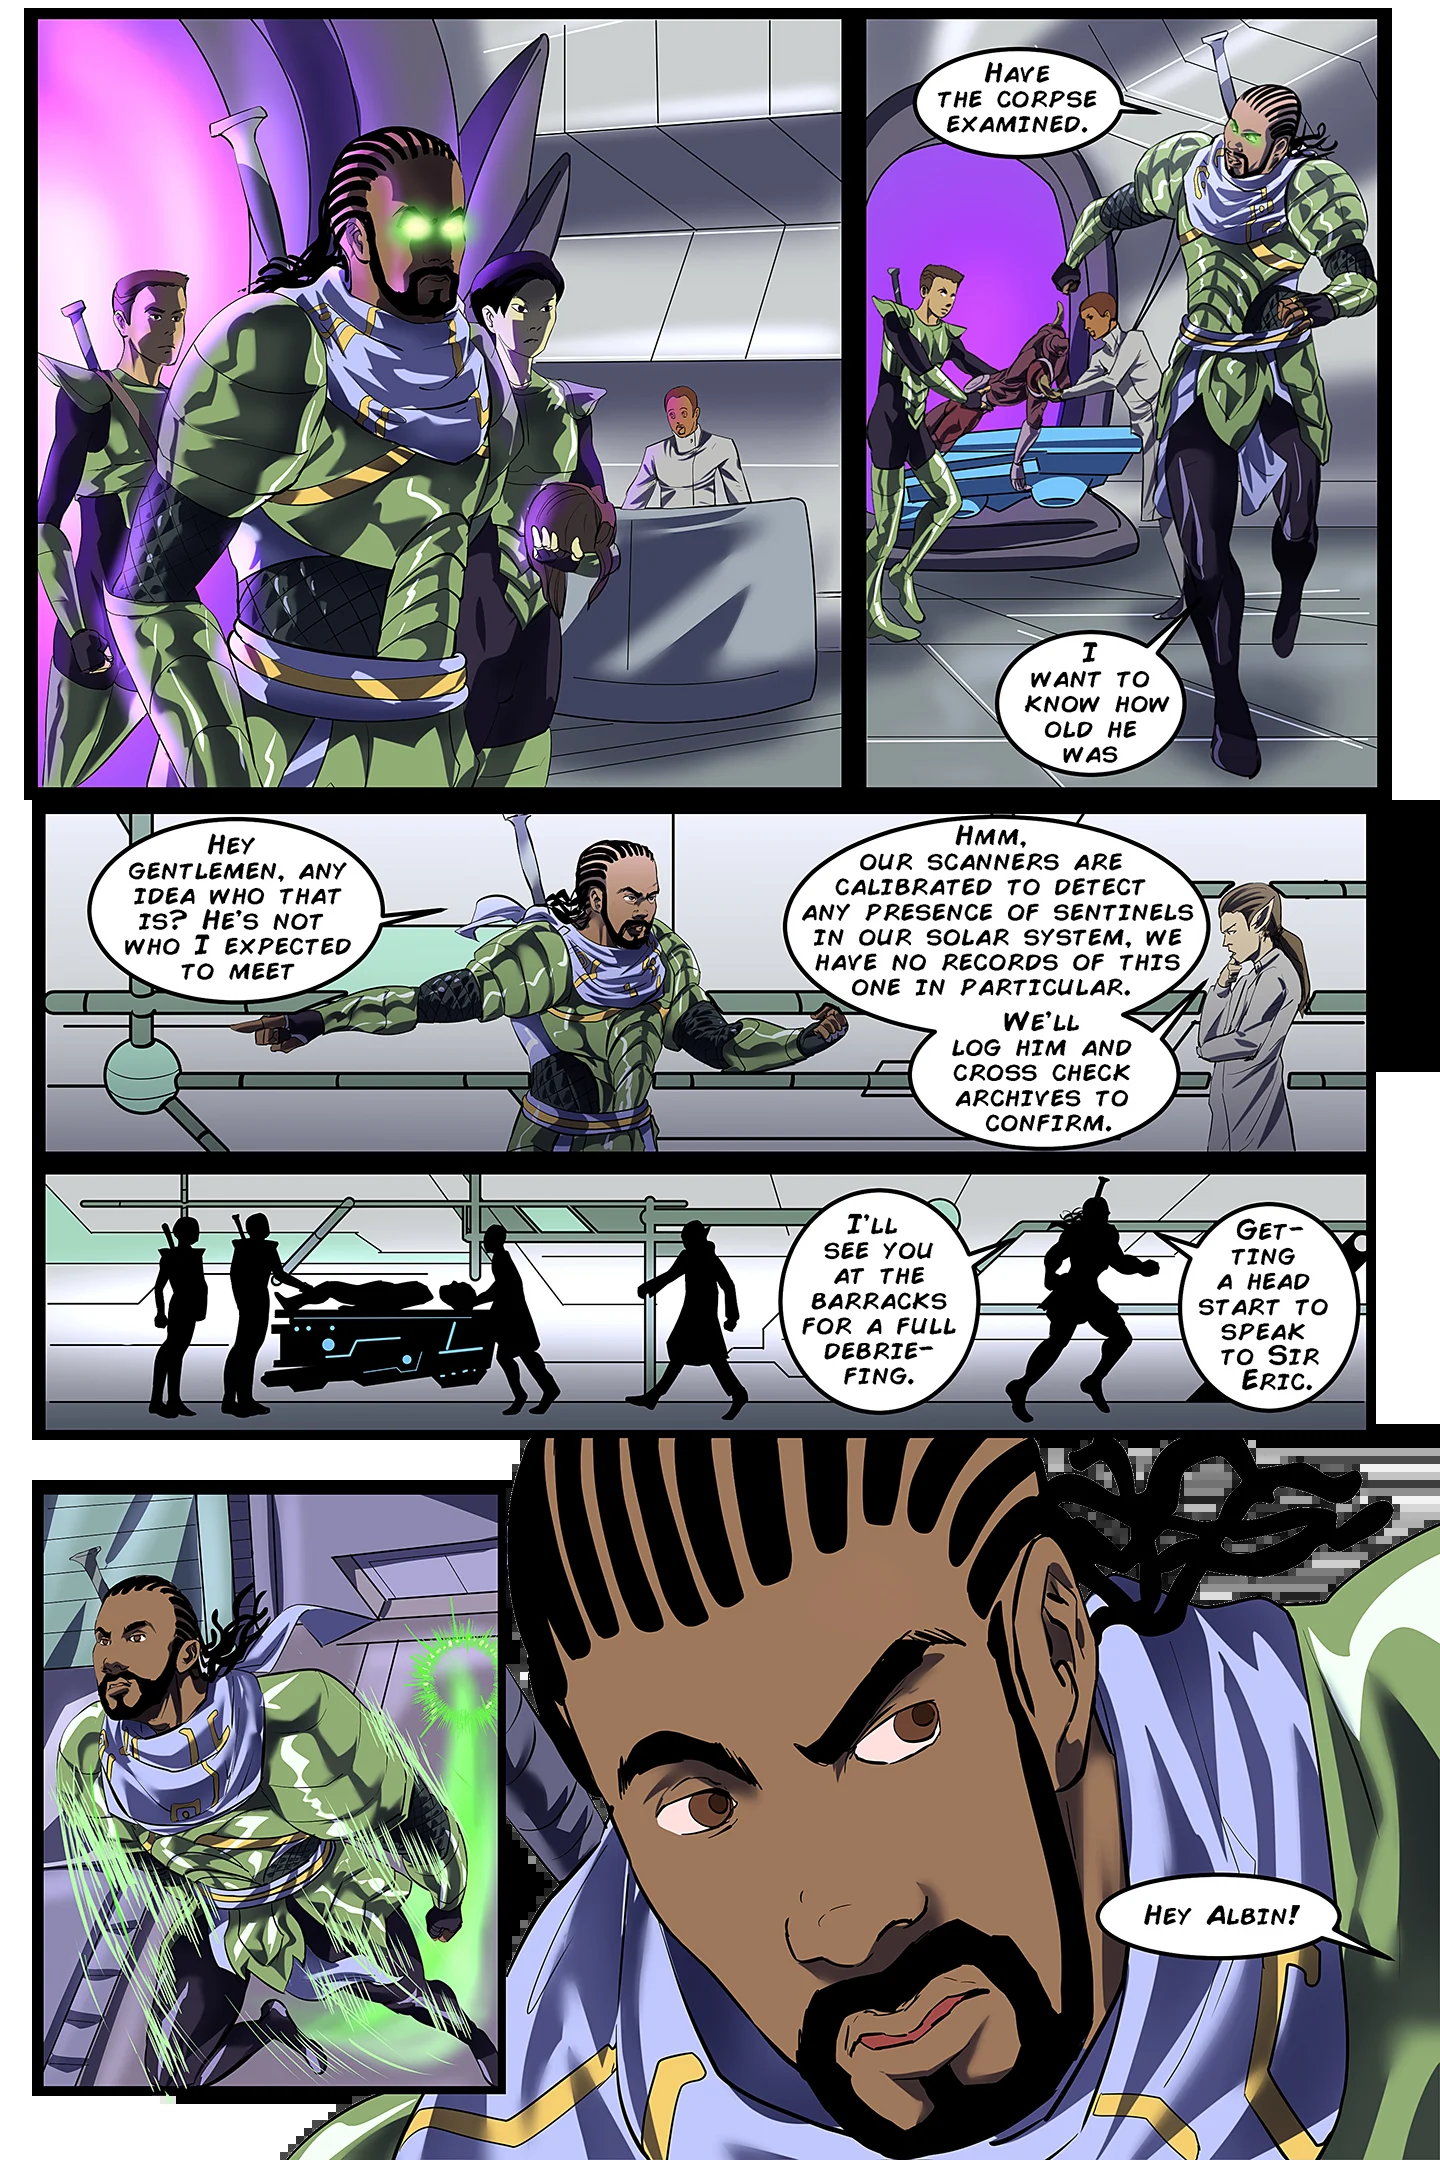 Have
the corpse
examined.
I
want to
know how
old he
was
Hey
gentlemen, any
idea who that
is? He's not
who I expected
to meet
Hmm,
our scanners are
calibrated to detect
any presence of sentinels
in our solar system, we
have no records of this
one in particular.
We'll
log him and
cross check
archives to
confirm.
I'll
see you
at the
barracks
for a full
debrie-
fing.
Get-
ting
a head
start to
speak
to Sir
Eric.
Hey Albin!